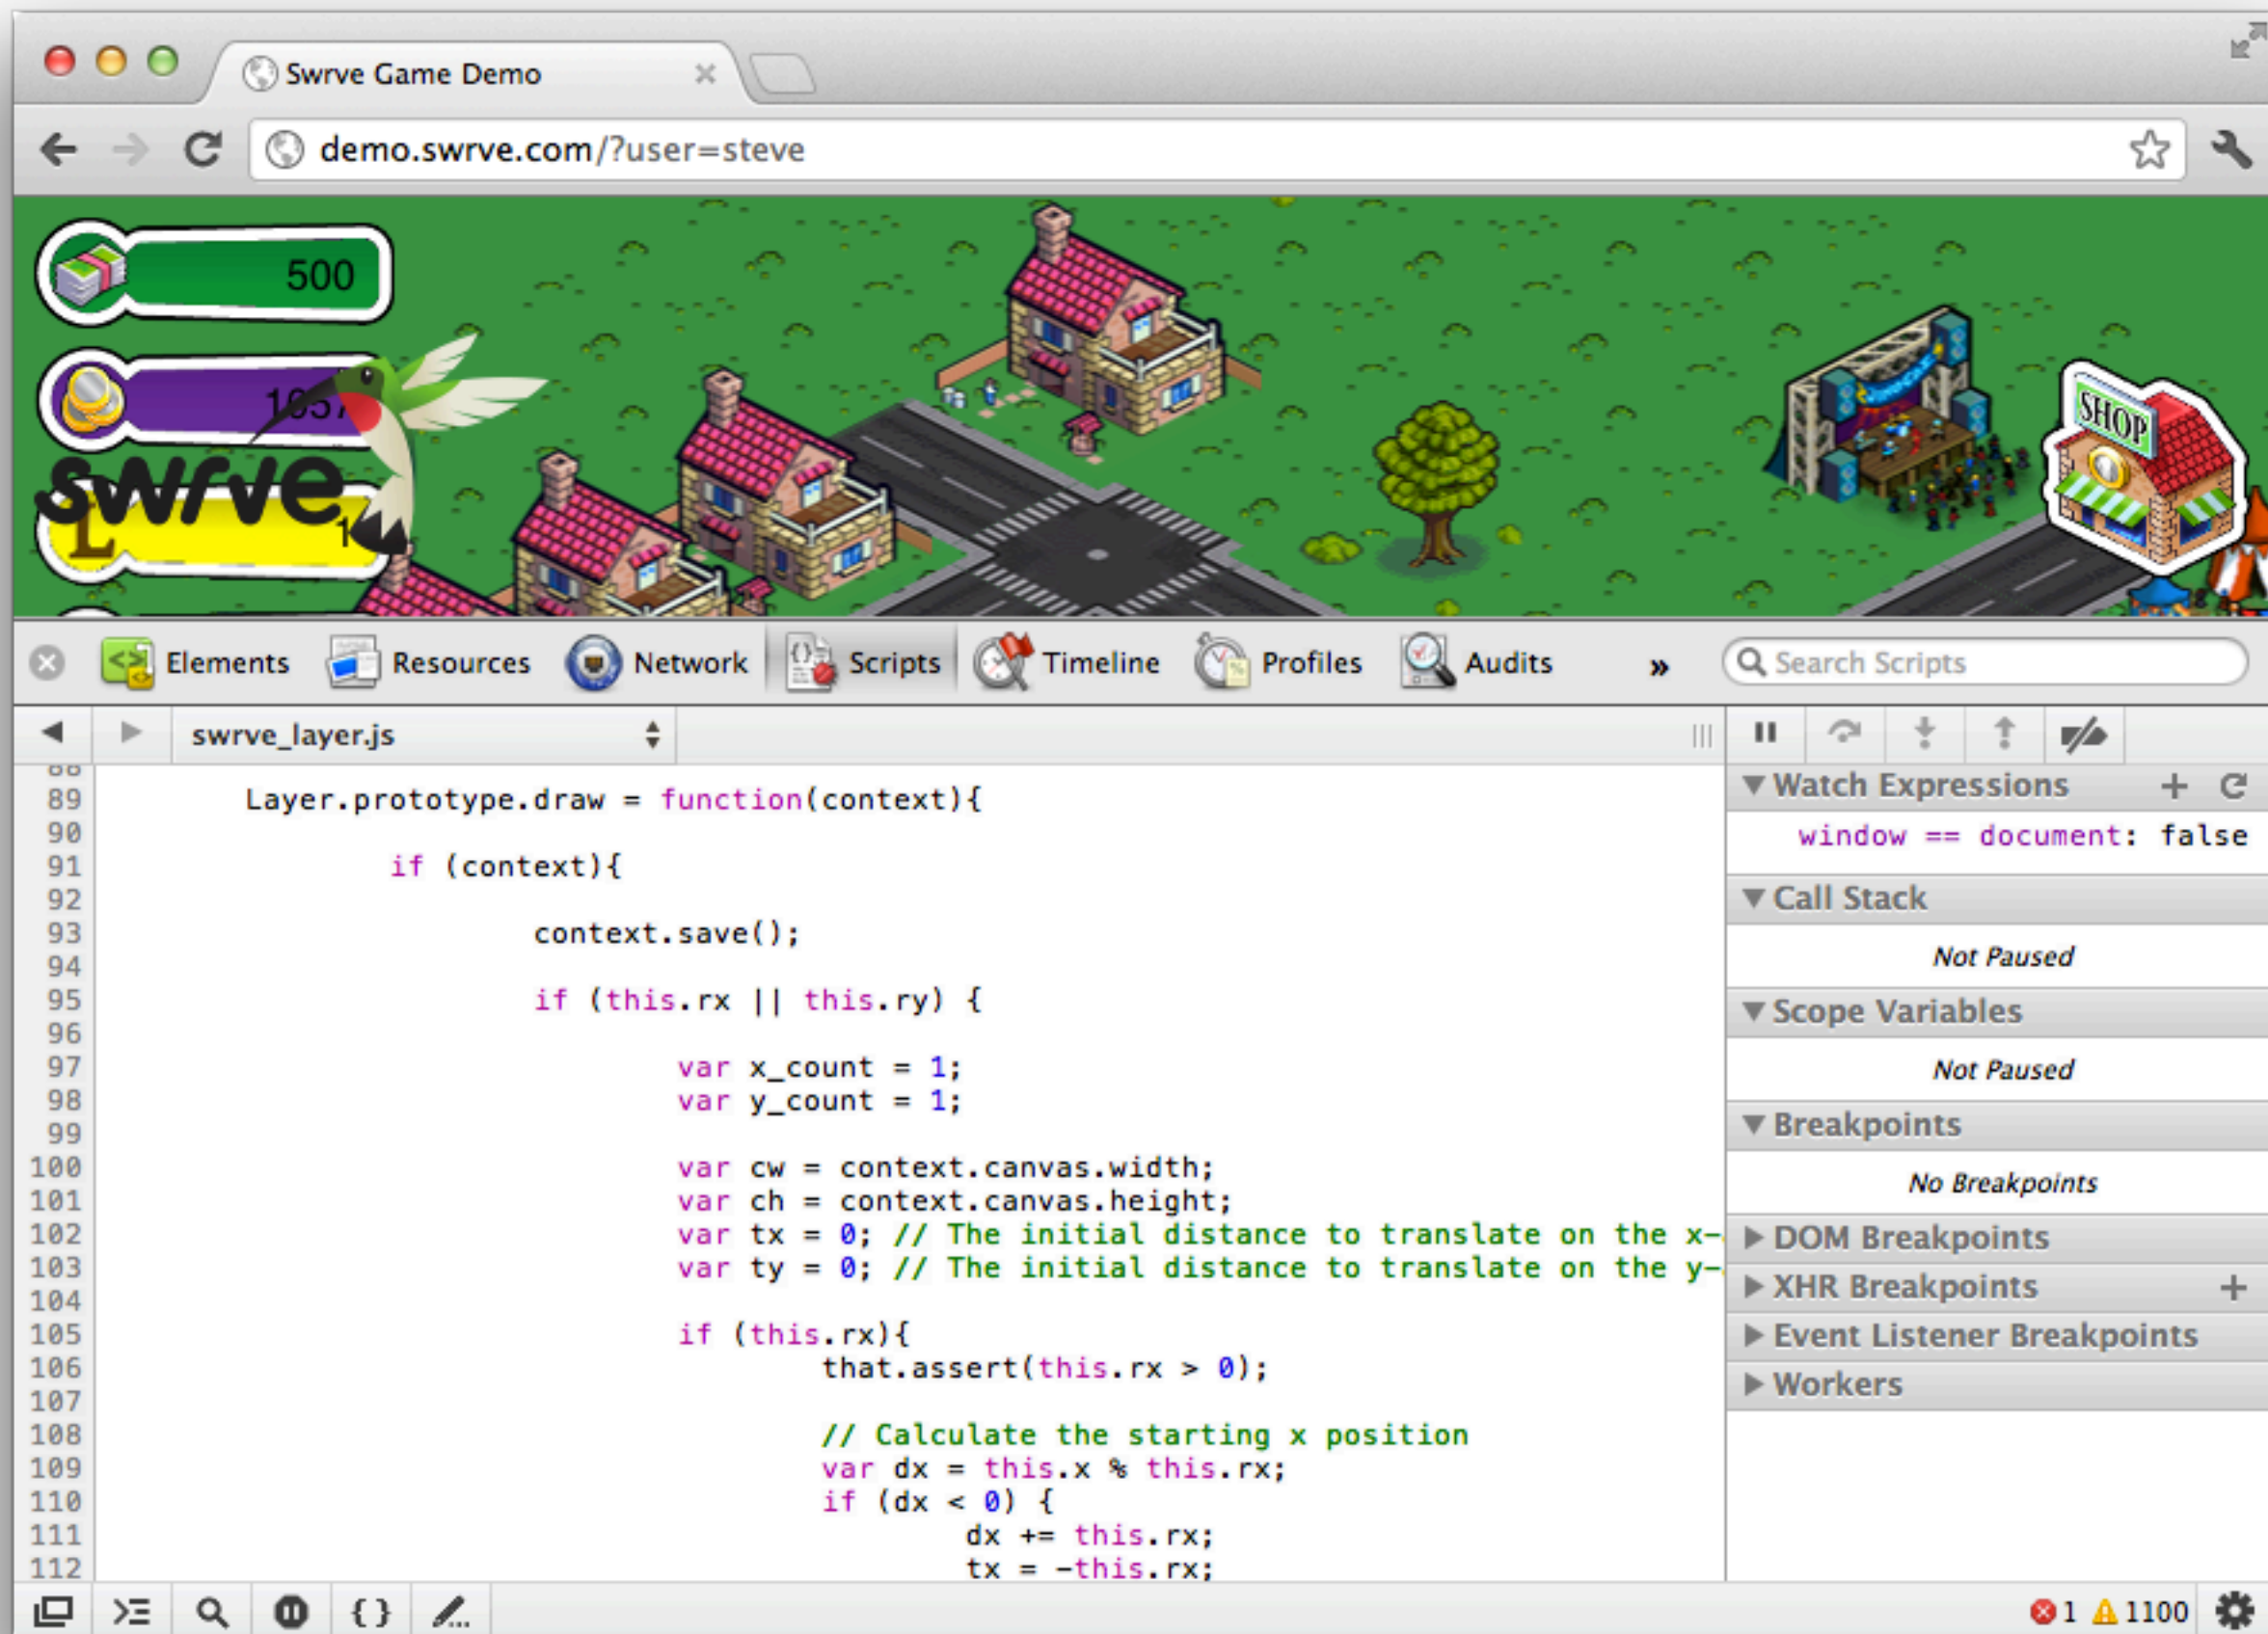 Swrve Game Demo
demo.swrve.com/?user=steve
500
1057
swrve
L 1
SHOP
Elements Resources Network Scripts Timeline Profiles Audits » Search Scripts
swrve_layer.js
88
89 Layer.prototype.draw = function(context){
90
91 if (context){
92
93 context.save();
94
95 if (this.rx || this.ry) {
96
97 var x_count = 1;
98 var y_count = 1;
99
100 var cw = context.canvas.width;
101 var ch = context.canvas.height;
102 var tx = 0; // The initial distance to translate on the x-
103 var ty = 0; // The initial distance to translate on the y-
104
105 if (this.rx){
106 that.assert(this.rx > 0);
107
108 // Calculate the starting x position
109 var dx = this.x % this.rx;
110 if (dx < 0) {
111 dx += this.rx;
112 tx = -this.rx;
Watch Expressions
window == document: false
Call Stack
Not Paused
Scope Variables
Not Paused
Breakpoints
No Breakpoints
DOM Breakpoints
XHR Breakpoints
Event Listener Breakpoints
Workers
1 1100